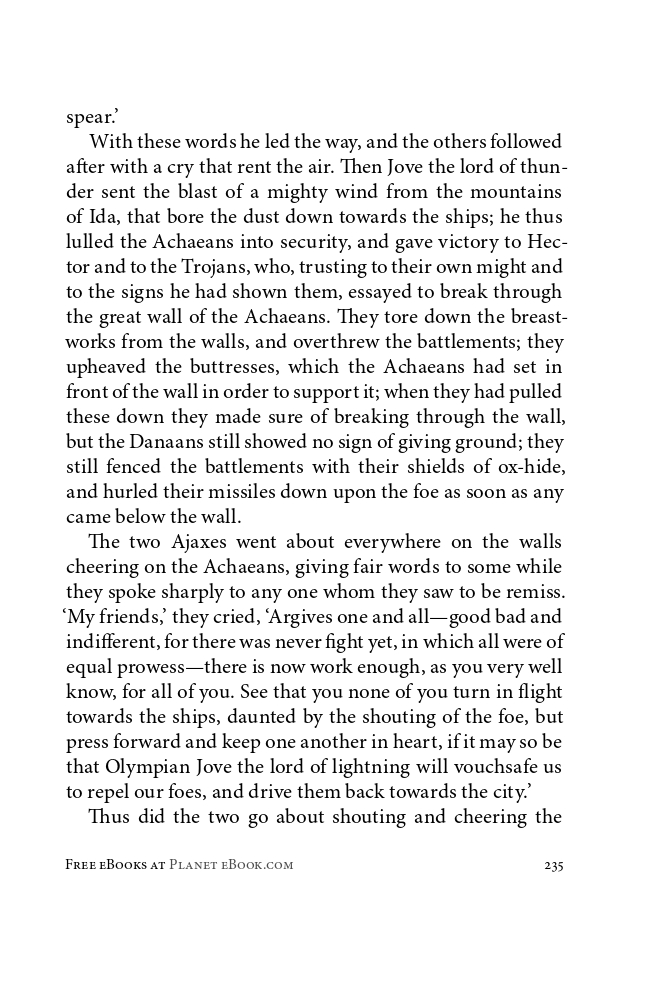 spear.’
With these words he led the way, and the others followed
after with a cry that rent the air. Then Jove the lord of thun-
der sent the blast of a mighty wind from the mountains
of Ida, that bore the dust down towards the ships; he thus
lulled the Achaeans into security, and gave victory to Hec-
tor and to the Trojans, who, trusting to their own might and
to the signs he had shown them, essayed to break through
the great wall of the Achaeans. They tore down the breast-
works from the walls, and overthrew the battlements; they
upheaved the buttresses, which the Achaeans had set in
front of the wall in order to support it; when they had pulled
these down they made sure of breaking through the wall,
but the Danaans still showed no sign of giving ground; they
still fenced the battlements with their shields of ox-hide,
and hurled their missiles down upon the foe as soon as any
came below the wall.
The two Ajaxes went about everywhere on the walls
cheering on the Achaeans, giving fair words to some while
they spoke sharply to any one whom they saw to be remiss.
‘My friends,’ they cried, ‘Argives one and all—good bad and
indifferent, for there was never fight yet, in which all were of
equal prowess—there is now work enough, as you very well
know, for all of you. See that you none of you turn in flight
towards the ships, daunted by the shouting of the foe, but
press forward and keep one another in heart, if it may so be
that Olympian Jove the lord of lightning will vouchsafe us
to repel our foes, and drive them back towards the city.’
Thus did the two go about shouting and cheering the
Free eBooks at Planet eBook.com 235